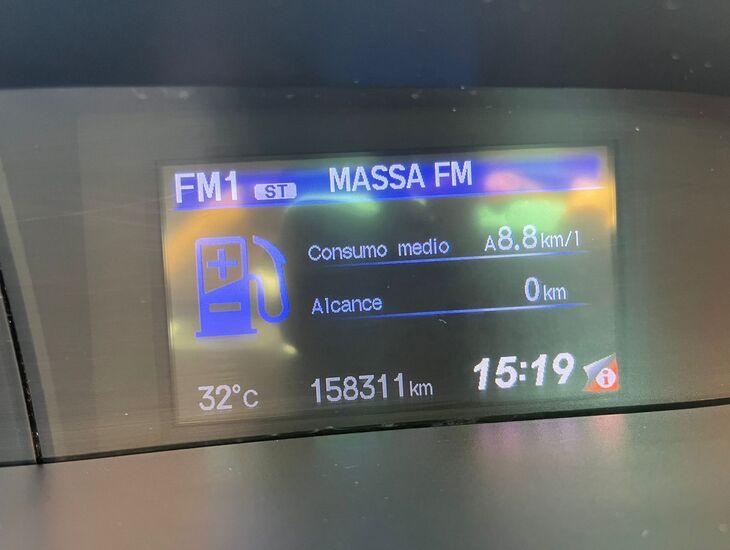 FM1 ST MASSA FM
Consumo medio A8.8km/l
Alcance 0km
32°C 158311km 15:19 i